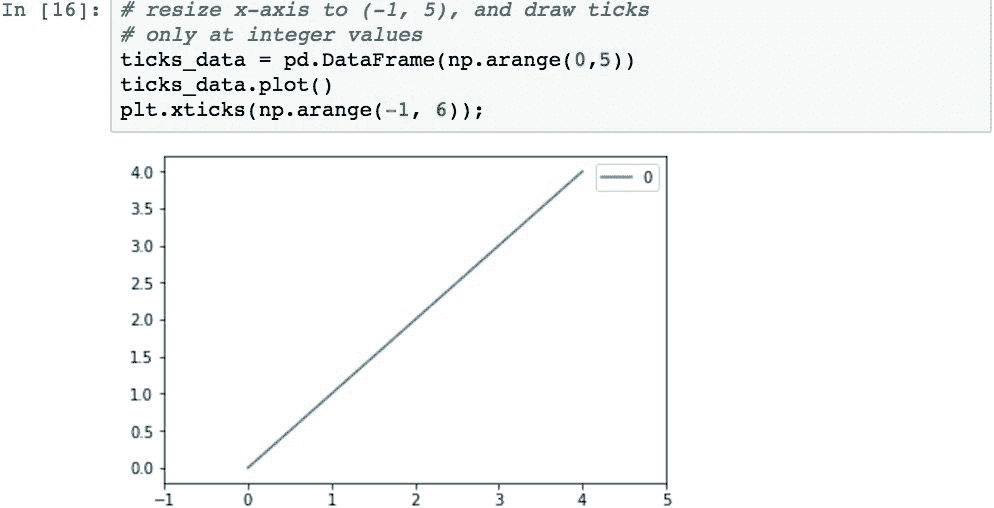 In [16]: # resize x-axis to (-1, 5), and draw ticks
# only at integer values
ticks_data = pd.DataFrame(np.arange(0,5))
ticks_data.plot()
plt.xticks(np.arange(-1, 6));
0
4.0
3.5
3.0
2.5
2.0
1.5
1.0
0.5
0.0
−1 0 1 2 3 4 5